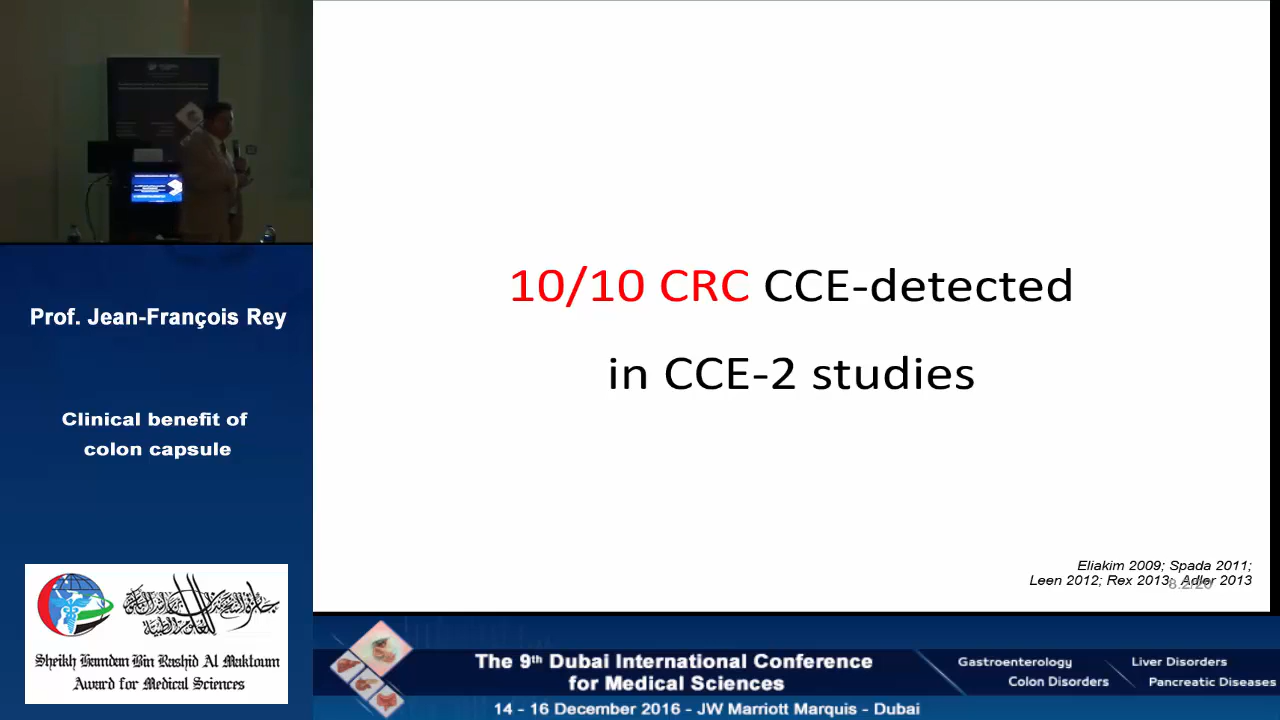 10/10 CRC CCE-detected
in CCE-2 studies
Eliakim 2009; Spada 2011;
Leen 2012; Rex 2013; Adler 2013
Prof. Jean-François Rey
Clinical benefit of
colon capsule
Sheikh Hamdan Bin Rashid Al Maktoum
Award for Medical Sciences
The 9th Dubai International Conference
for Medical Sciences
14 - 16 December 2016 - JW Marriott Marquis - Dubai
Gastroenterology
Liver Disorders
Colon Disorders
Pancreatic Diseases